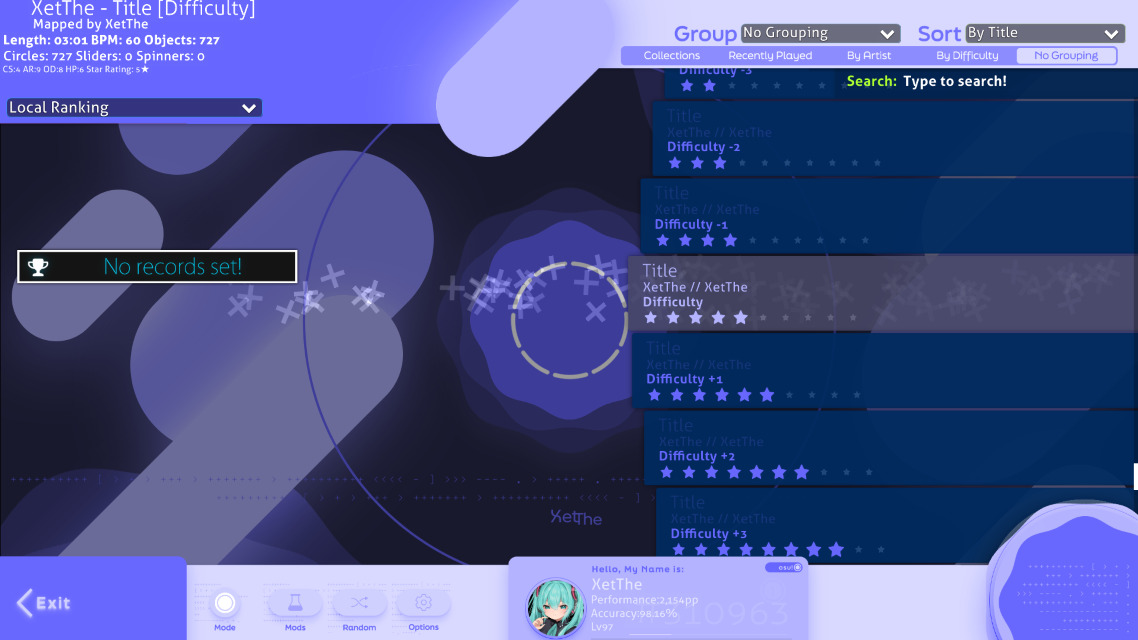 XetThe - Title [Difficulty]
Mapped by XetThe
Length: 03:01 BPM: 60 Objects: 727
Circles: 727 Sliders: 0 Spinners: 0
CS:4 AR:9 OD:8 HP:6 Star Rating: 5★
Local Ranking
Group No Grouping
Sort By Title
Collections Recently Played By Artist By Difficulty No Grouping
Search: Type to search!
Difficulty -3
Title
XetThe // XetThe
Difficulty -2
Title
XetThe // XetThe
Difficulty -1
Title
XetThe // XetThe
Difficulty
Title
XetThe // XetThe
Difficulty +1
Title
XetThe // XetThe
Difficulty +2
Title
XetThe // XetThe
Difficulty +3
No records set!
XetThe
Exit
Mode
Mods
Random
Options
Hello, My Name is:
osu!
XetThe
Performance:2,154pp
Accuracy:98.16%
Lv97